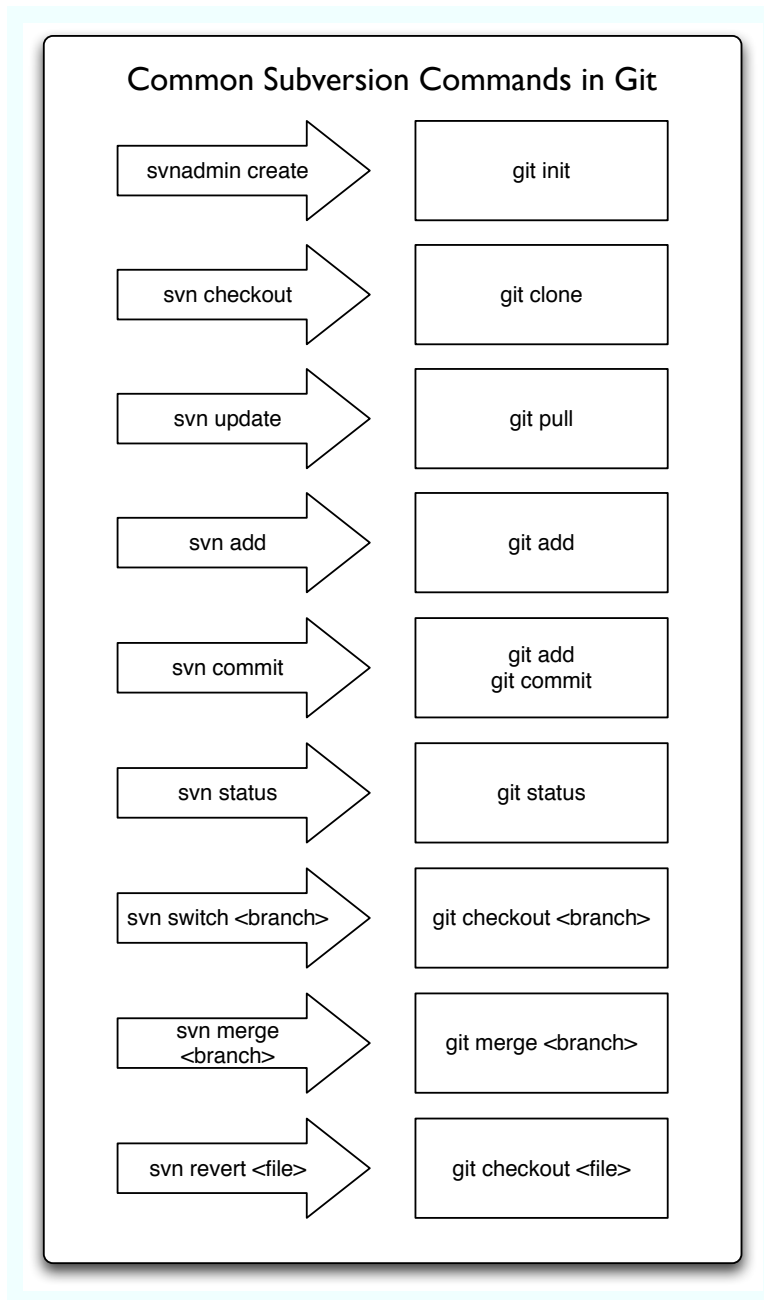 Common Subversion Commands in Git
svnadmin create
git init
svn checkout
git clone
svn update
git pull
svn add
git add
svn commit
git add
git commit
svn status
git status
svn switch <branch>
git checkout <branch>
svn merge
<branch>
git merge <branch>
svn revert <file>
git checkout <file>